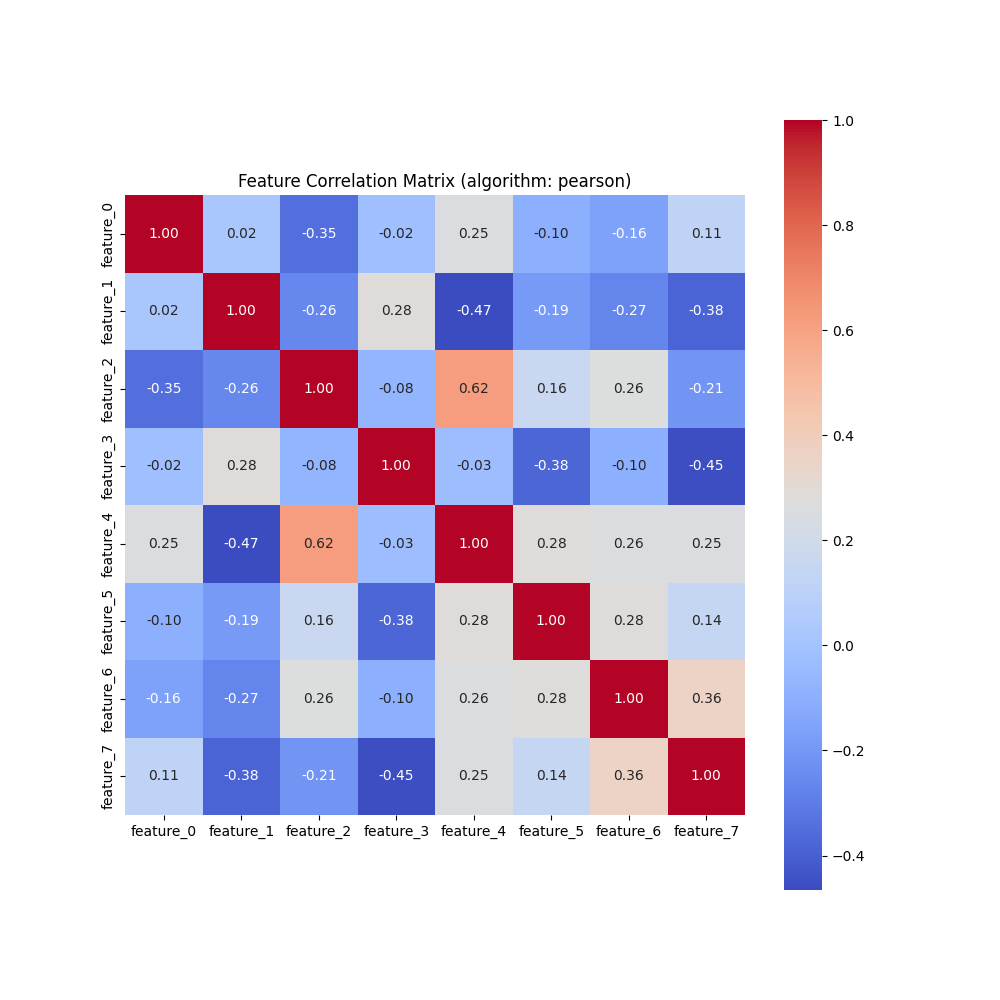 Feature Correlation Matrix (algorithm: pearson)
feature_0 1.00 0.02 -0.35 -0.02 0.25 -0.10 -0.16 0.11
feature_1 0.02 1.00 -0.26 0.28 -0.47 -0.19 -0.27 -0.38
feature_2 -0.35 -0.26 1.00 -0.08 0.62 0.16 0.26 -0.21
feature_3 -0.02 0.28 -0.08 1.00 -0.03 -0.38 -0.10 -0.45
feature_4 0.25 -0.47 0.62 -0.03 1.00 0.28 0.26 0.25
feature_5 -0.10 -0.19 0.16 -0.38 0.28 1.00 0.28 0.14
feature_6 -0.16 -0.27 0.26 -0.10 0.26 0.28 1.00 0.36
feature_7 0.11 -0.38 -0.21 -0.45 0.25 0.14 0.36 1.00
feature_0 feature_1 feature_2 feature_3 feature_4 feature_5 feature_6 feature_7
1.0
0.8
0.6
0.4
0.2
0.0
−0.2
−0.4